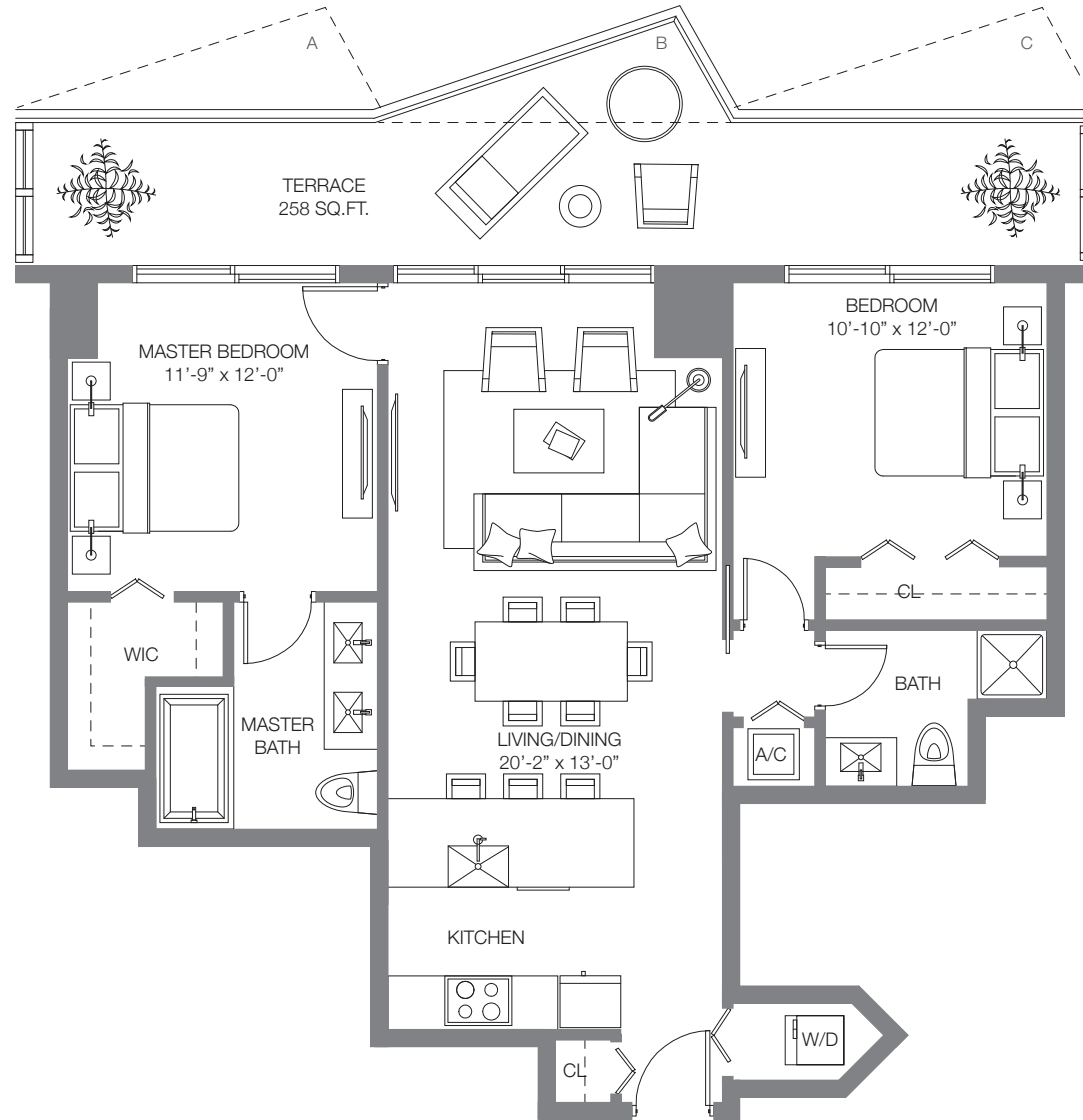 A
B
C
TERRACE
258 SQ.FT.
MASTER BEDROOM
11’-9” x 12’-0”
BEDROOM
10’-10” x 12’-0”
CL
WIC
MASTER
BATH
BATH
LIVING/DINING
20’-2” x 13’-0”
A/C
KITCHEN
W/D
CL